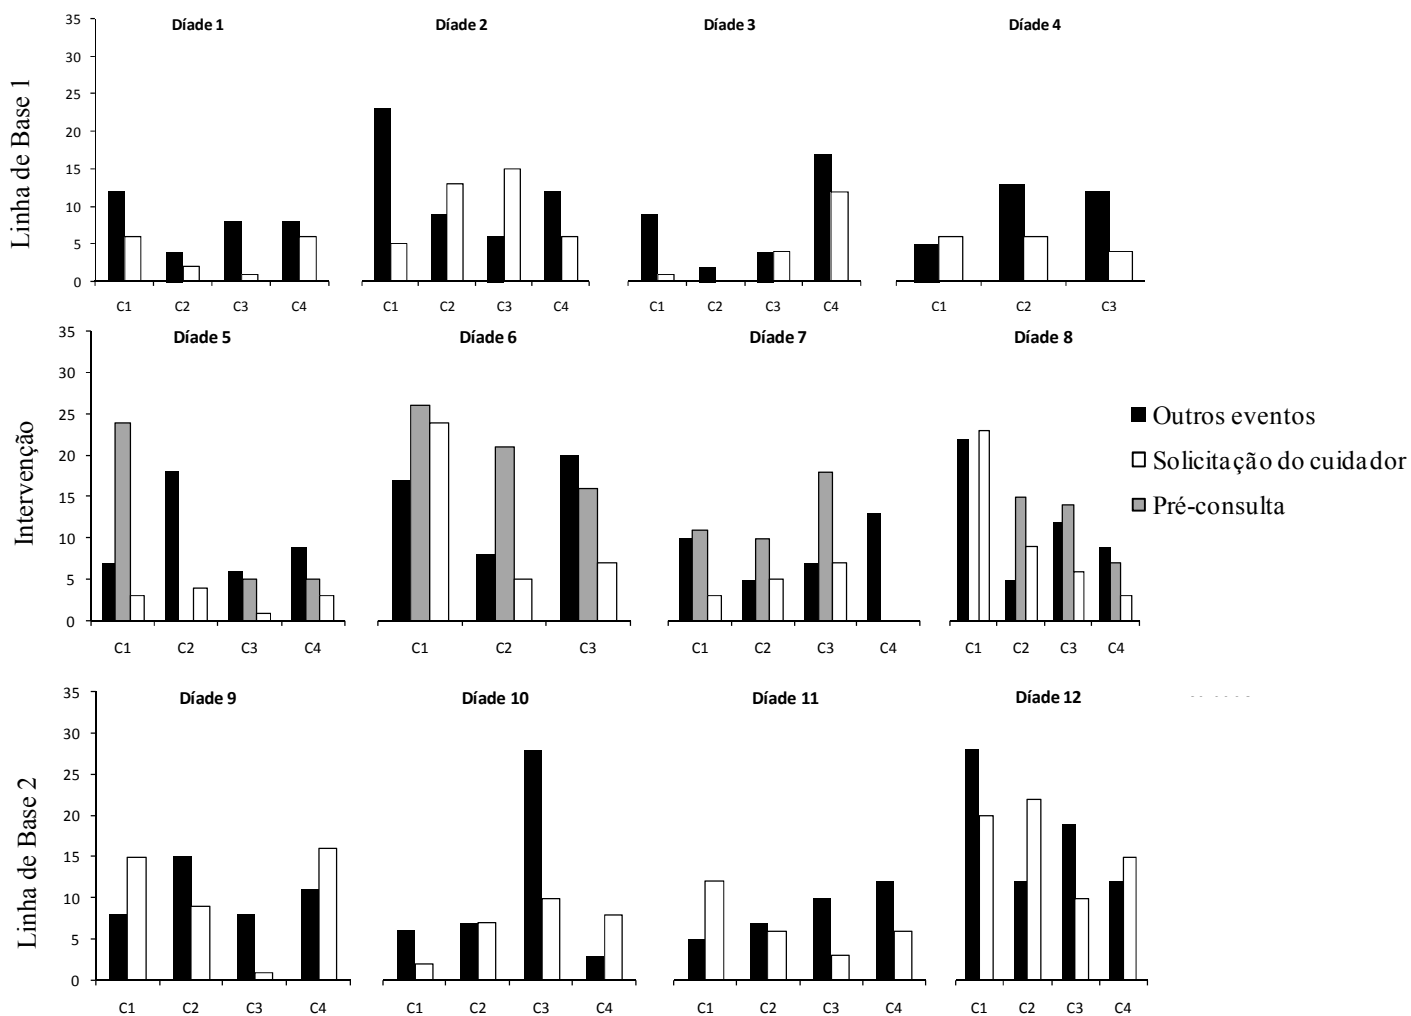 Díade 1 Díade 2 Díade 3 Díade 4
35
30
25
20
15
10
5
0
Linha de Base 1
C1 C2 C3 C4 C1 C2 C3 C4 C1 C2 C3 C4 C1 C2 C3
Díade 5 Díade 6 Díade 7 Díade 8
35
30
25
20
15
10
5
0
Intervenção
C1 C2 C3 C4 C1 C2 C3 C1 C2 C3 C4 C1 C2 C3 C4
Outros eventos
Solicitação do cuidador
Pré-consulta
Díade 9 Díade 10 Díade 11 Díade 12
35
30
25
20
15
10
5
0
Linha de Base 2
C1 C2 C3 C4 C1 C2 C3 C4 C1 C2 C3 C4 C1 C2 C3 C4